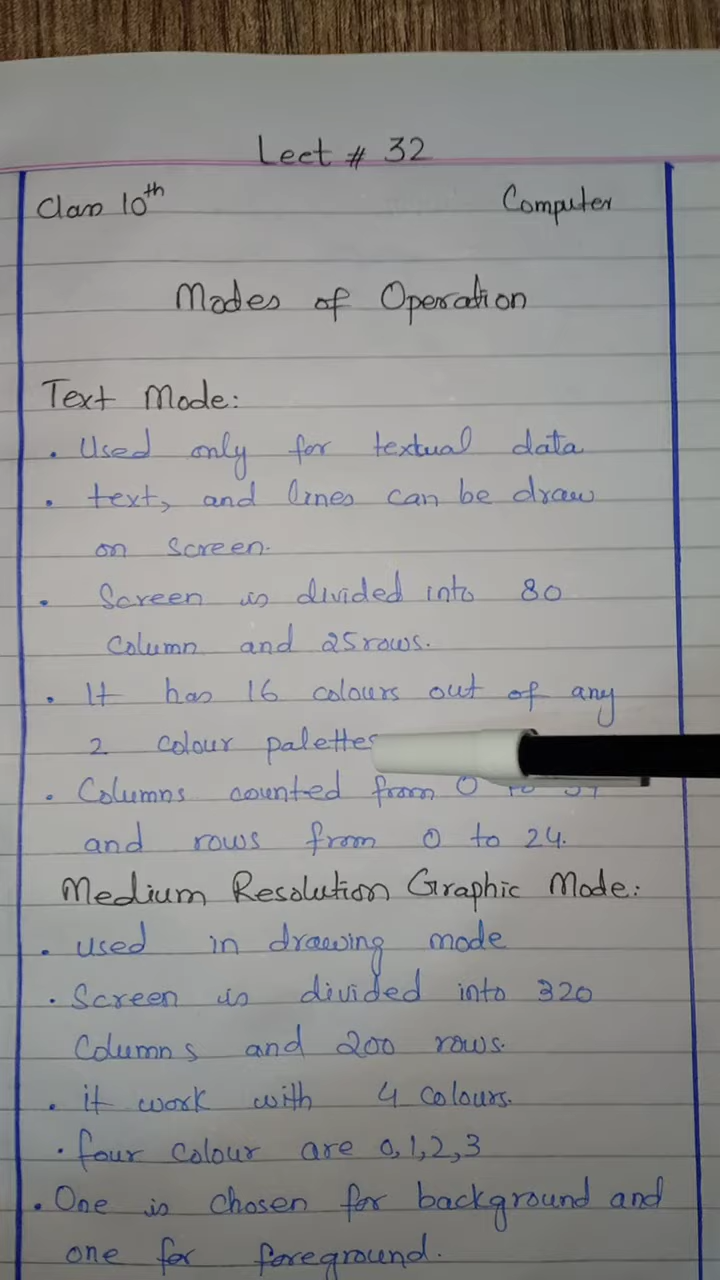 Lect # 32
Class 10th
Computer
Modes of Operation
Text Mode:
• Used only for textual data
• text, and lines can be draw
on screen.
• Screen is divided into 80
column and 25 rows.
• It has 16 colours out of any
2 colour palettes
• Columns counted from 0 to
and rows from 0 to 24.
Medium Resolution Graphic Mode:
• used in drawing mode
• Screen is divided into 320
Columns and 200 rows.
• it work with 4 colours.
• four colour are 0,1,2,3
• One is chosen for background and
one for foreground.